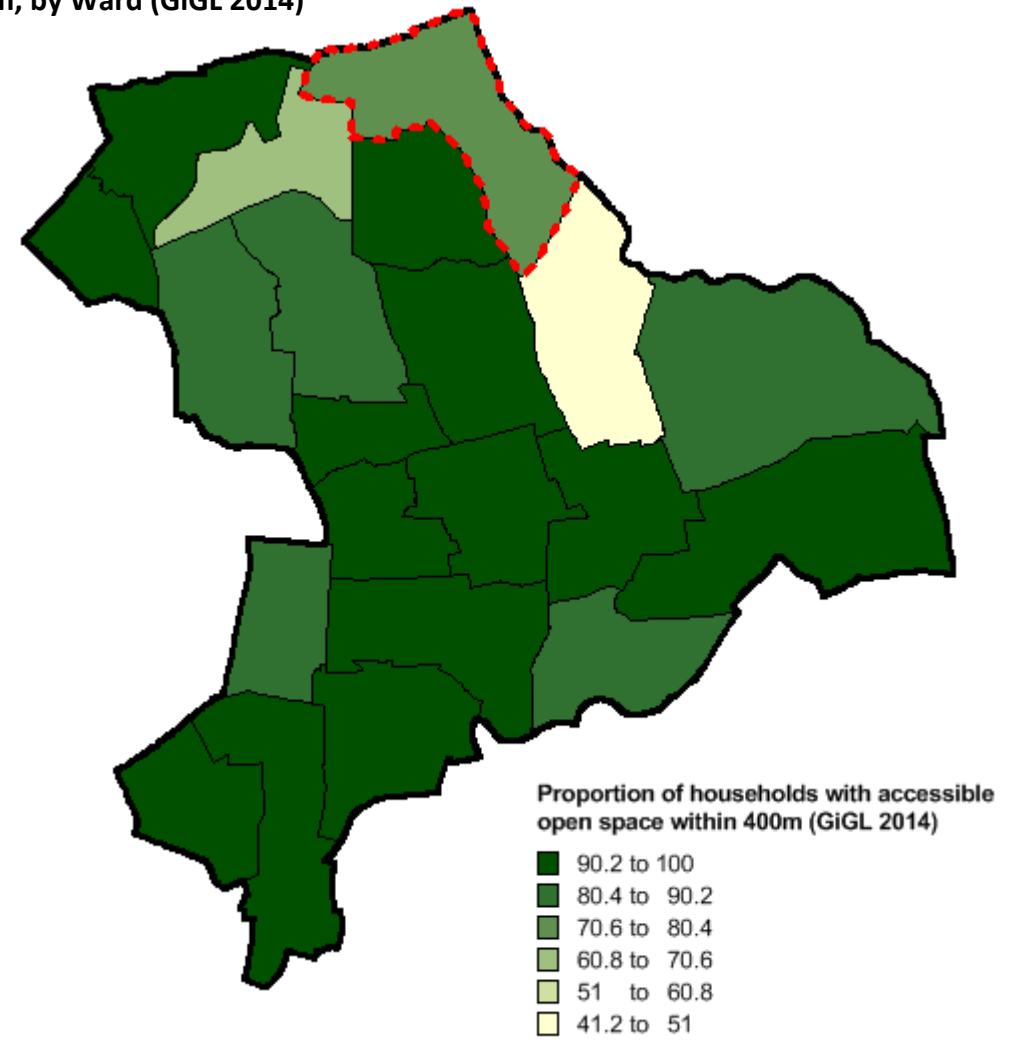 by Ward (GiGL 2014)
Proportion of households with accessible
open space within 400m (GiGL 2014)
90.2 to 100
80.4 to 90.2
70.6 to 80.4
60.8 to 70.6
51 to 60.8
41.2 to 51